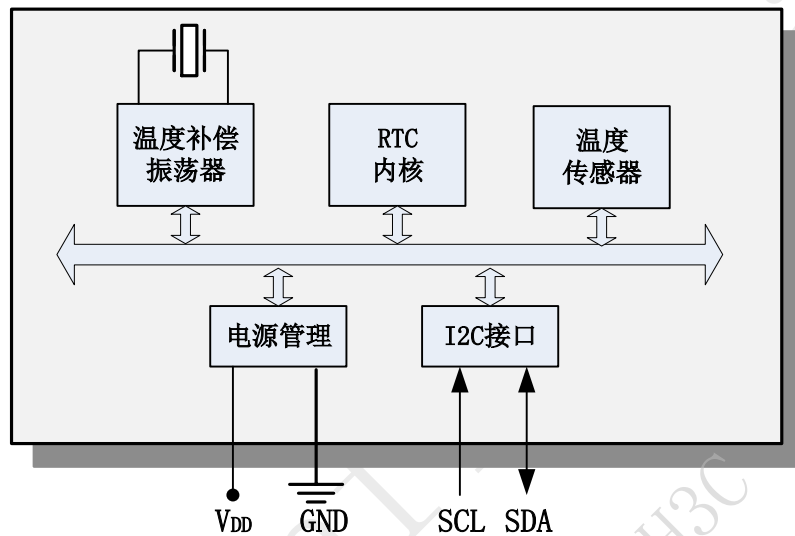 温度补偿
振荡器
RTC
内核
温度
传感器
电源管理
I2C接口
VDD
GND
SCL
SDA
H3C